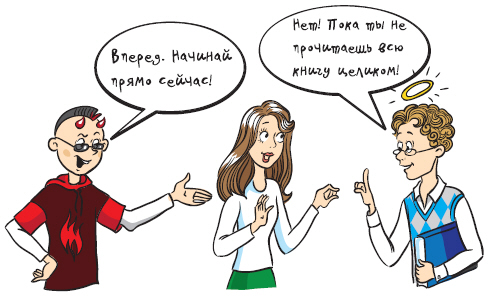 Вперед. Начинай
прямо сейчас!
Нет! Пока ты не
прочитаешь всю
книгу целиком!